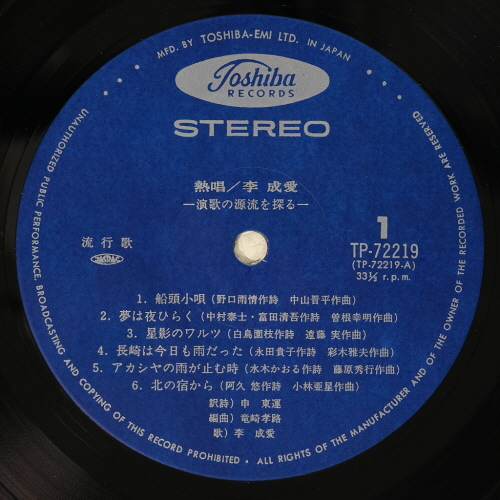 MFD. BY TOSHIBA-EMI LTD. IN JAPAN
Toshiba
RECORDS
STEREO
熱唱/李 成愛
—演歌の源流を探る—
流行歌
1
TP-72219
(TP-72219-A)
33⅓ r.p.m.
1. 船頭小唄(野口雨情作詩 中山晋平作曲)
2. 夢は夜ひらく(中村泰士・富田清吾作詩 曽根幸明作曲)
3. 星影のワルツ(白鳥園枝作詩 遠藤 実作曲)
4. 長崎は今日も雨だった(永田貴子作詩 彩木雅夫作曲)
5. アカシヤの雨が止む時(水木かおる作詩 藤原秀行作曲)
6. 北の宿から(阿久 悠作詩 小林亜星作曲)
訳詩)申 東運
編曲)竜崎孝路
歌)李 成愛
UNAUTHORIZED PUBLIC PERFORMANCE, BROADCASTING AND COPYING OF THIS RECORD PROHIBITED • ALL RIGHTS OF THE MANUFACTURER AND OF THE OWNER OF THE RECORDED WORK ARE RESERVED